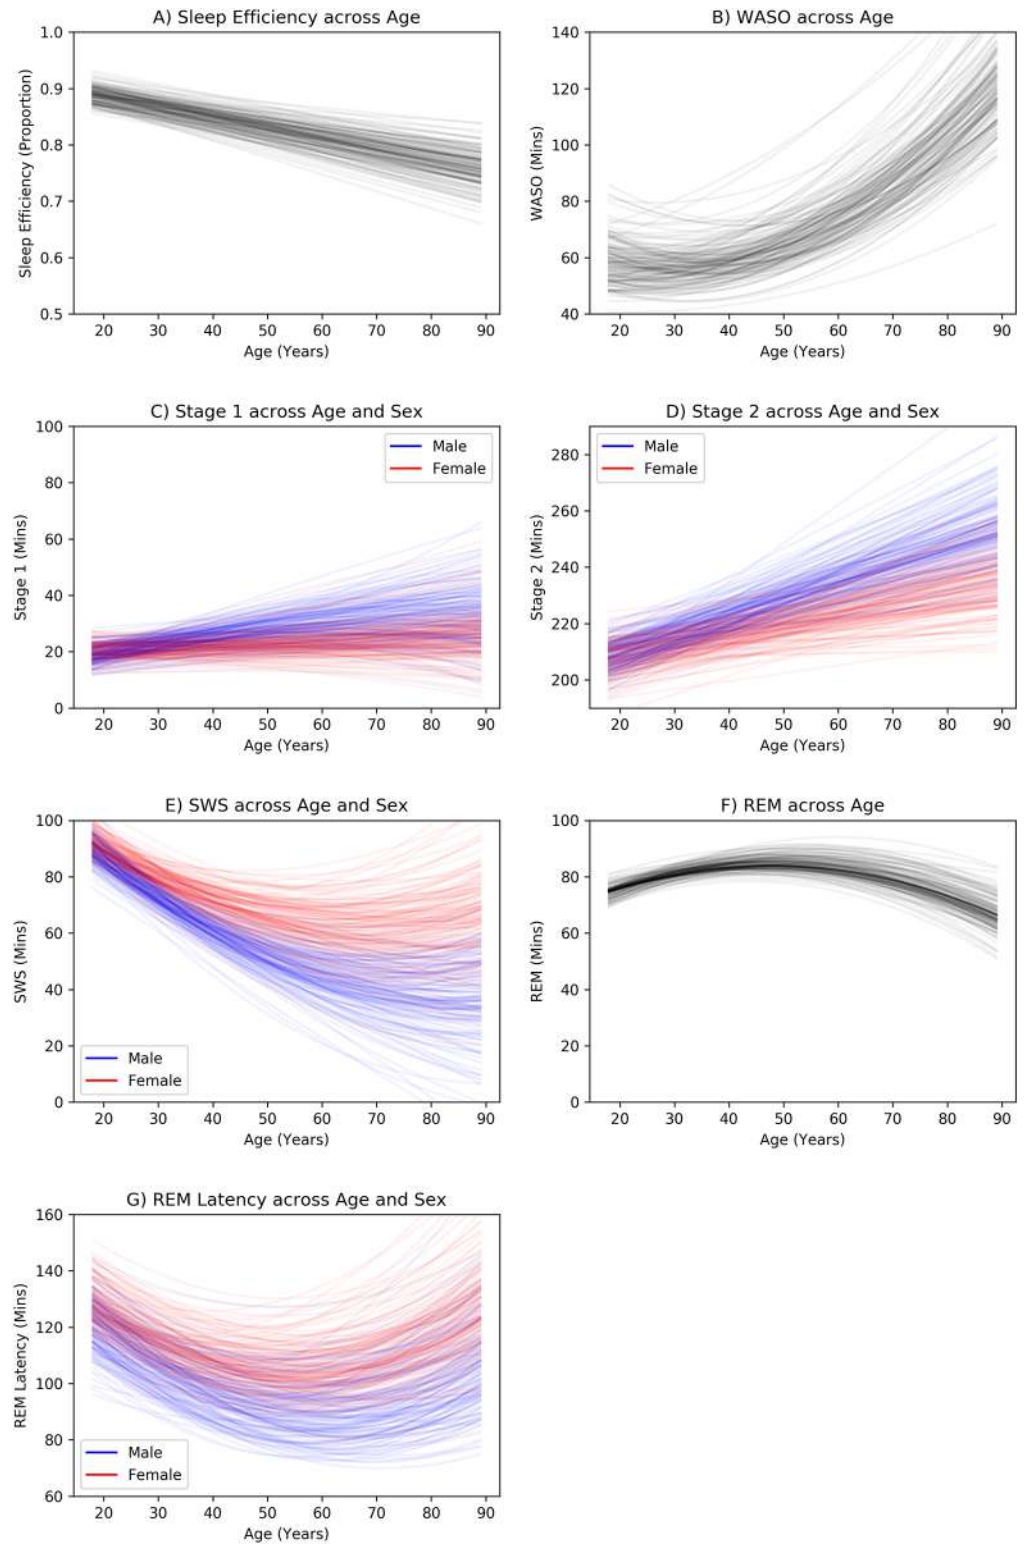 A) Sleep Efficiency across Age
1.0
0.9
0.8
0.7
0.6
0.5
Sleep Efficiency (Proportion)
20 30 40 50 60 70 80 90
Age (Years)
B) WASO across Age
140
120
100
80
60
40
WASO (Mins)
20 30 40 50 60 70 80 90
Age (Years)
C) Stage 1 across Age and Sex
100
80
60
40
20
0
Stage 1 (Mins)
Male
Female
20 30 40 50 60 70 80 90
Age (Years)
D) Stage 2 across Age and Sex
280
260
240
220
200
Stage 2 (Mins)
Male
Female
20 30 40 50 60 70 80 90
Age (Years)
E) SWS across Age and Sex
100
80
60
40
20
0
SWS (Mins)
Male
Female
20 30 40 50 60 70 80 90
Age (Years)
F) REM across Age
100
80
60
40
20
0
REM (Mins)
20 30 40 50 60 70 80 90
Age (Years)
G) REM Latency across Age and Sex
160
140
120
100
80
60
REM Latency (Mins)
Male
Female
20 30 40 50 60 70 80 90
Age (Years)